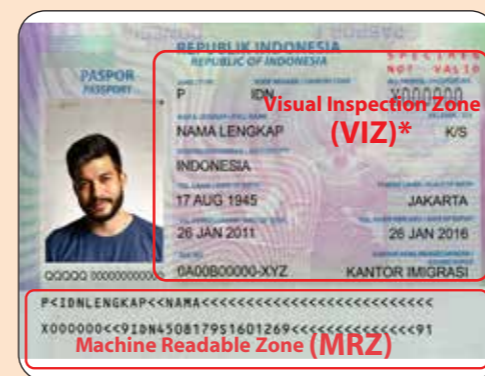 REPUBLIK INDONESIA
REPUBLIC OF INDONESIA
SPECIMEN
NOT VALID
PASPOR
PASSPORT
P IDN X000000
Visual Inspection Zone
(VIZ)*
NAMA LENGKAP K/S
INDONESIA
17 AUG 1945 JAKARTA
26 JAN 2011 26 JAN 2016
0A00B00000-XYZ KANTOR IMIGRASI
P<IDNLENGKAP<<NAMA<<<<<<<<<<<<<<<<<<<<<<<<<<
X000000<<9IDN4508179S1601269<<<<<<<<<<<<<<91
Machine Readable Zone (MRZ)